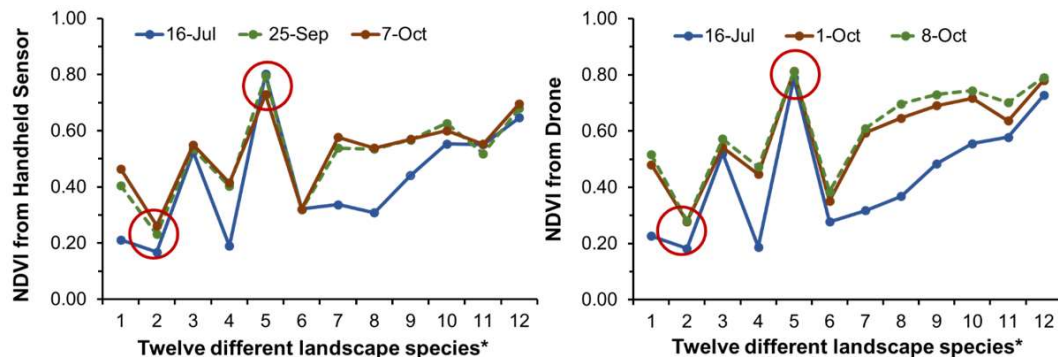 NDVI from Handheld Sensor
1.00
0.80
0.60
0.40
0.20
0.00
16-Jul 25-Sep 7-Oct
1 2 3 4 5 6 7 8 9 10 11 12
Twelve different landscape species*
NDVI from Drone
1.00
0.80
0.60
0.40
0.20
0.00
16-Jul 1-Oct 8-Oct
1 2 3 4 5 6 7 8 9 10 11 12
Twelve different landscape species*